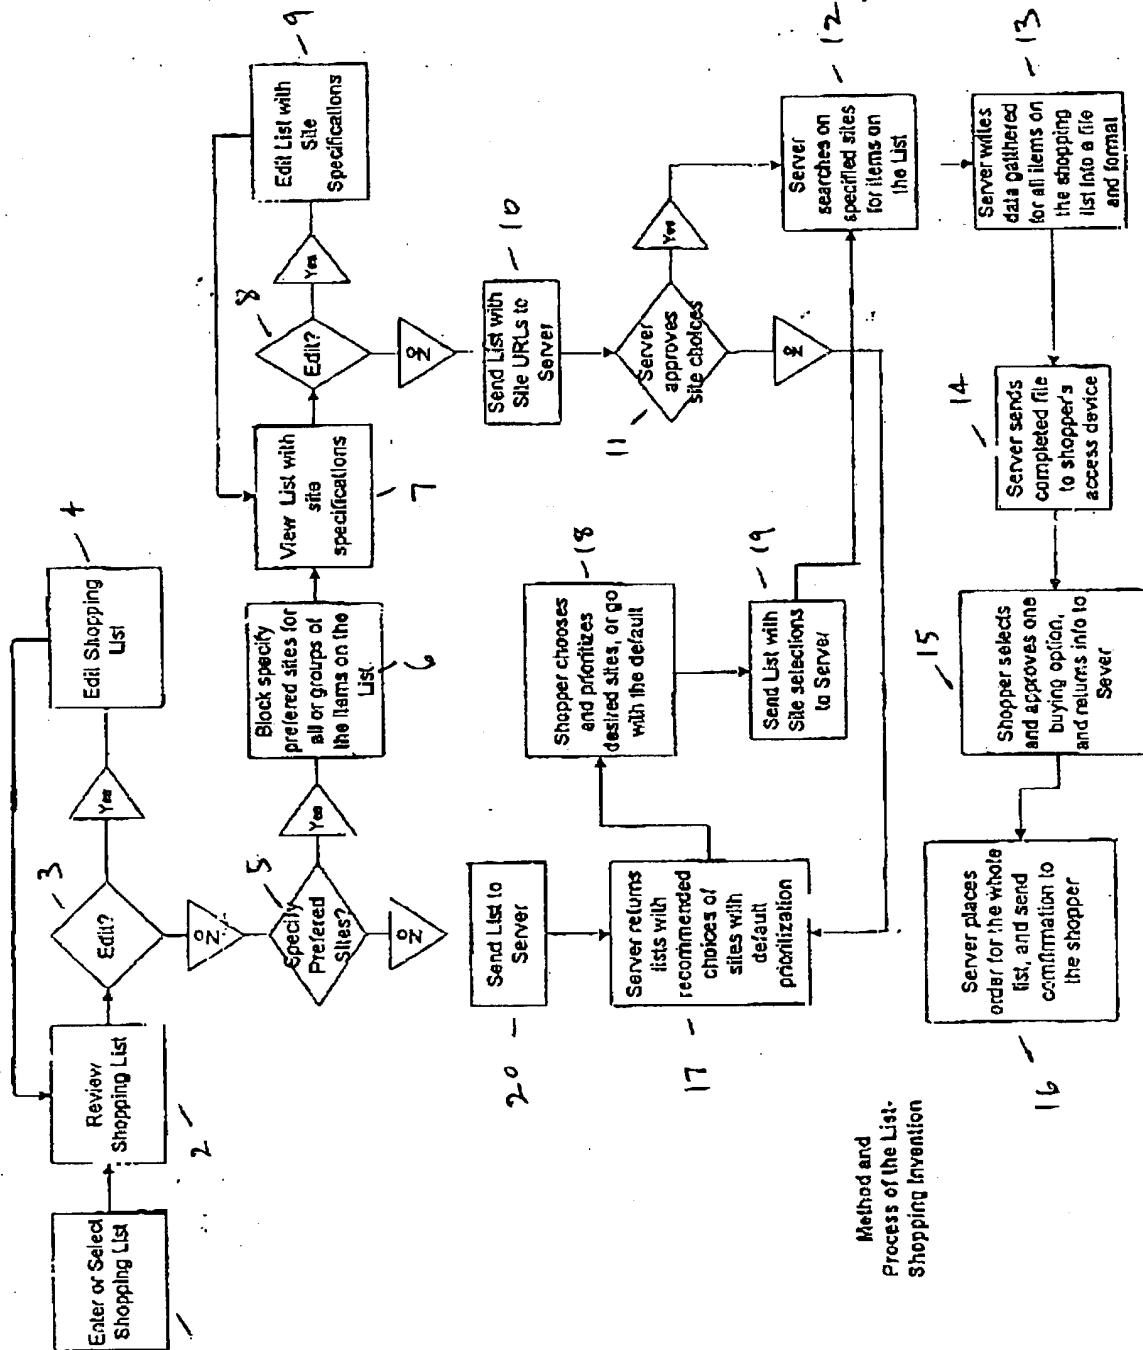 Enter or Select
Shopping List
Review
Shopping List
2
Edit?
3
Yes
Edit Shopping
List
4
No
Specify
Prefered
Sites?
5
Yes
No
Block specify
prefered sites for
all or groups of
the items on the
List.
6
View List with
site
specifications
7
Edit?
8
Yes
Edit List with
Site
Specifications
9
No
Send List with
Site URLs to
Server
10
Server
approves
site choices
11
Yes
No
Server
searches on
specified sites
for items on
the List
12
Server writes
data gathered
for all items on
the shopping
list into a file
and format
13
Server sends
completed file
to shopper's
access device
14
Shopper selects
and approves one
buying option,
and returns info to
Sever
15
Server places
order for the whole
list, and send
confirmation to
the shopper
16
Send List to
Server
20
Server returns
lists with
recommended
choices of
sites with
default
prioritization
17
Shopper chooses
and prioritizes
desired sites, or go
with the default
18
Send List with
Site selections
to Server
19
Method and
Process of the List-
Shopping Invention